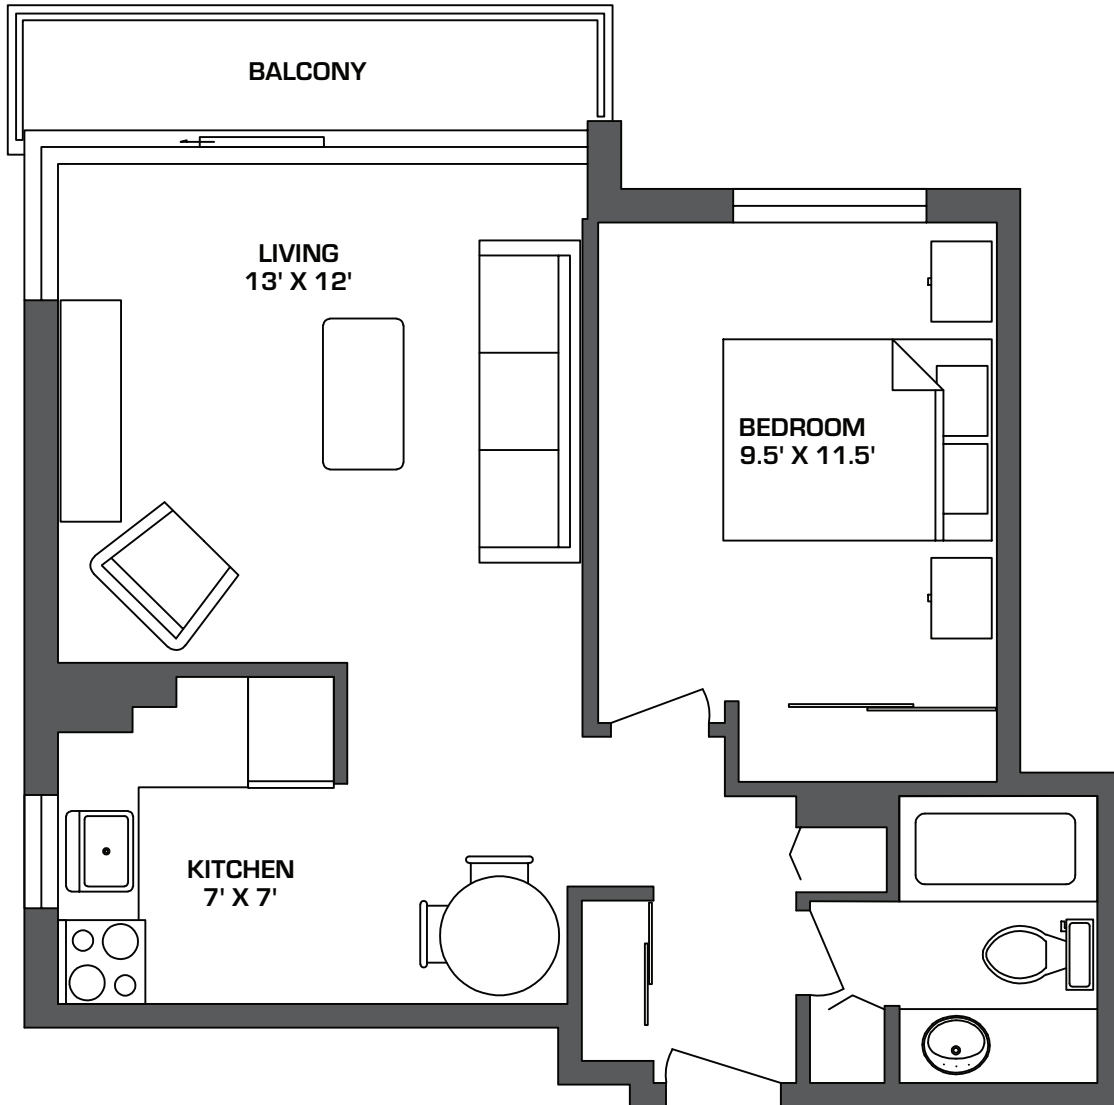 BALCONY
LIVING
13' X 12'
BEDROOM
9.5' X 11.5'
KITCHEN
7' X 7'